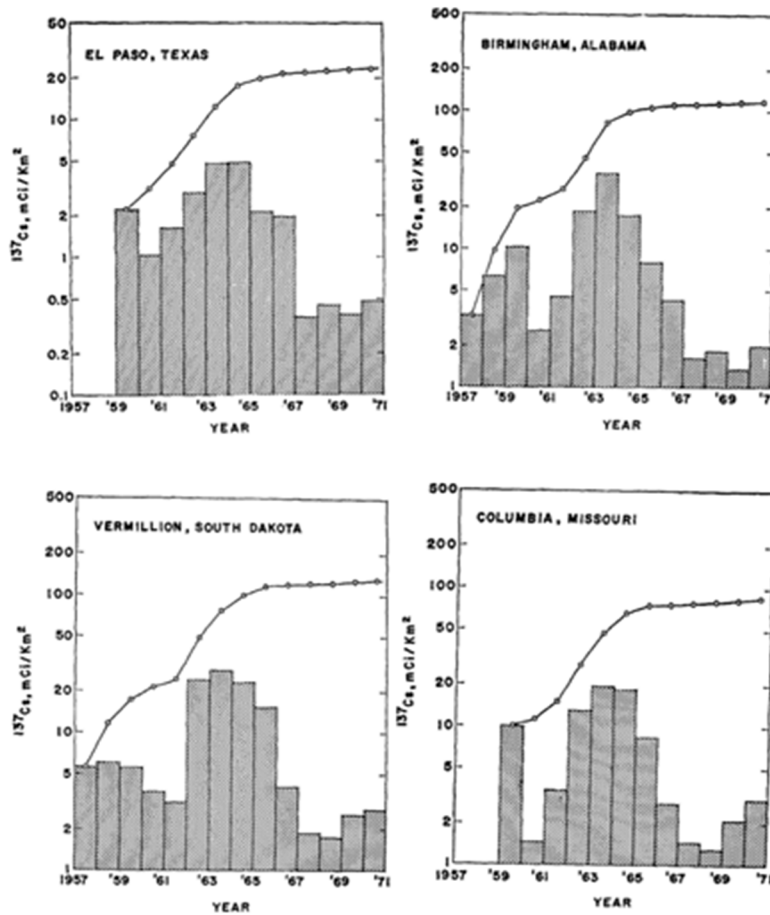 50
EL PASO, TEXAS
20
10
5
2
1
0.5
0.2
0.1
¹³⁷Cs, mCi/Km²
1957 '59 '61 '63 '65 '67 '69 '71
YEAR
500
BIRMINGHAM, ALABAMA
200
100
50
20
10
5
2
1
¹³⁷Cs, mCi/Km²
1957 '59 '61 '63 '65 '67 '69 '7
YEAR
500
VERMILLION, SOUTH DAKOTA
200
100
50
20
10
5
2
1
¹³⁷Cs, mCi/Km²
1957 '59 '61 '63 '65 '67 '69 '71
YEAR
500
COLUMBIA, MISSOURI
200
100
50
20
10
5
2
1
¹³⁷Cs, mCi/Km²
1957 '59 '61 '63 '65 '67 '69 '71
YEAR